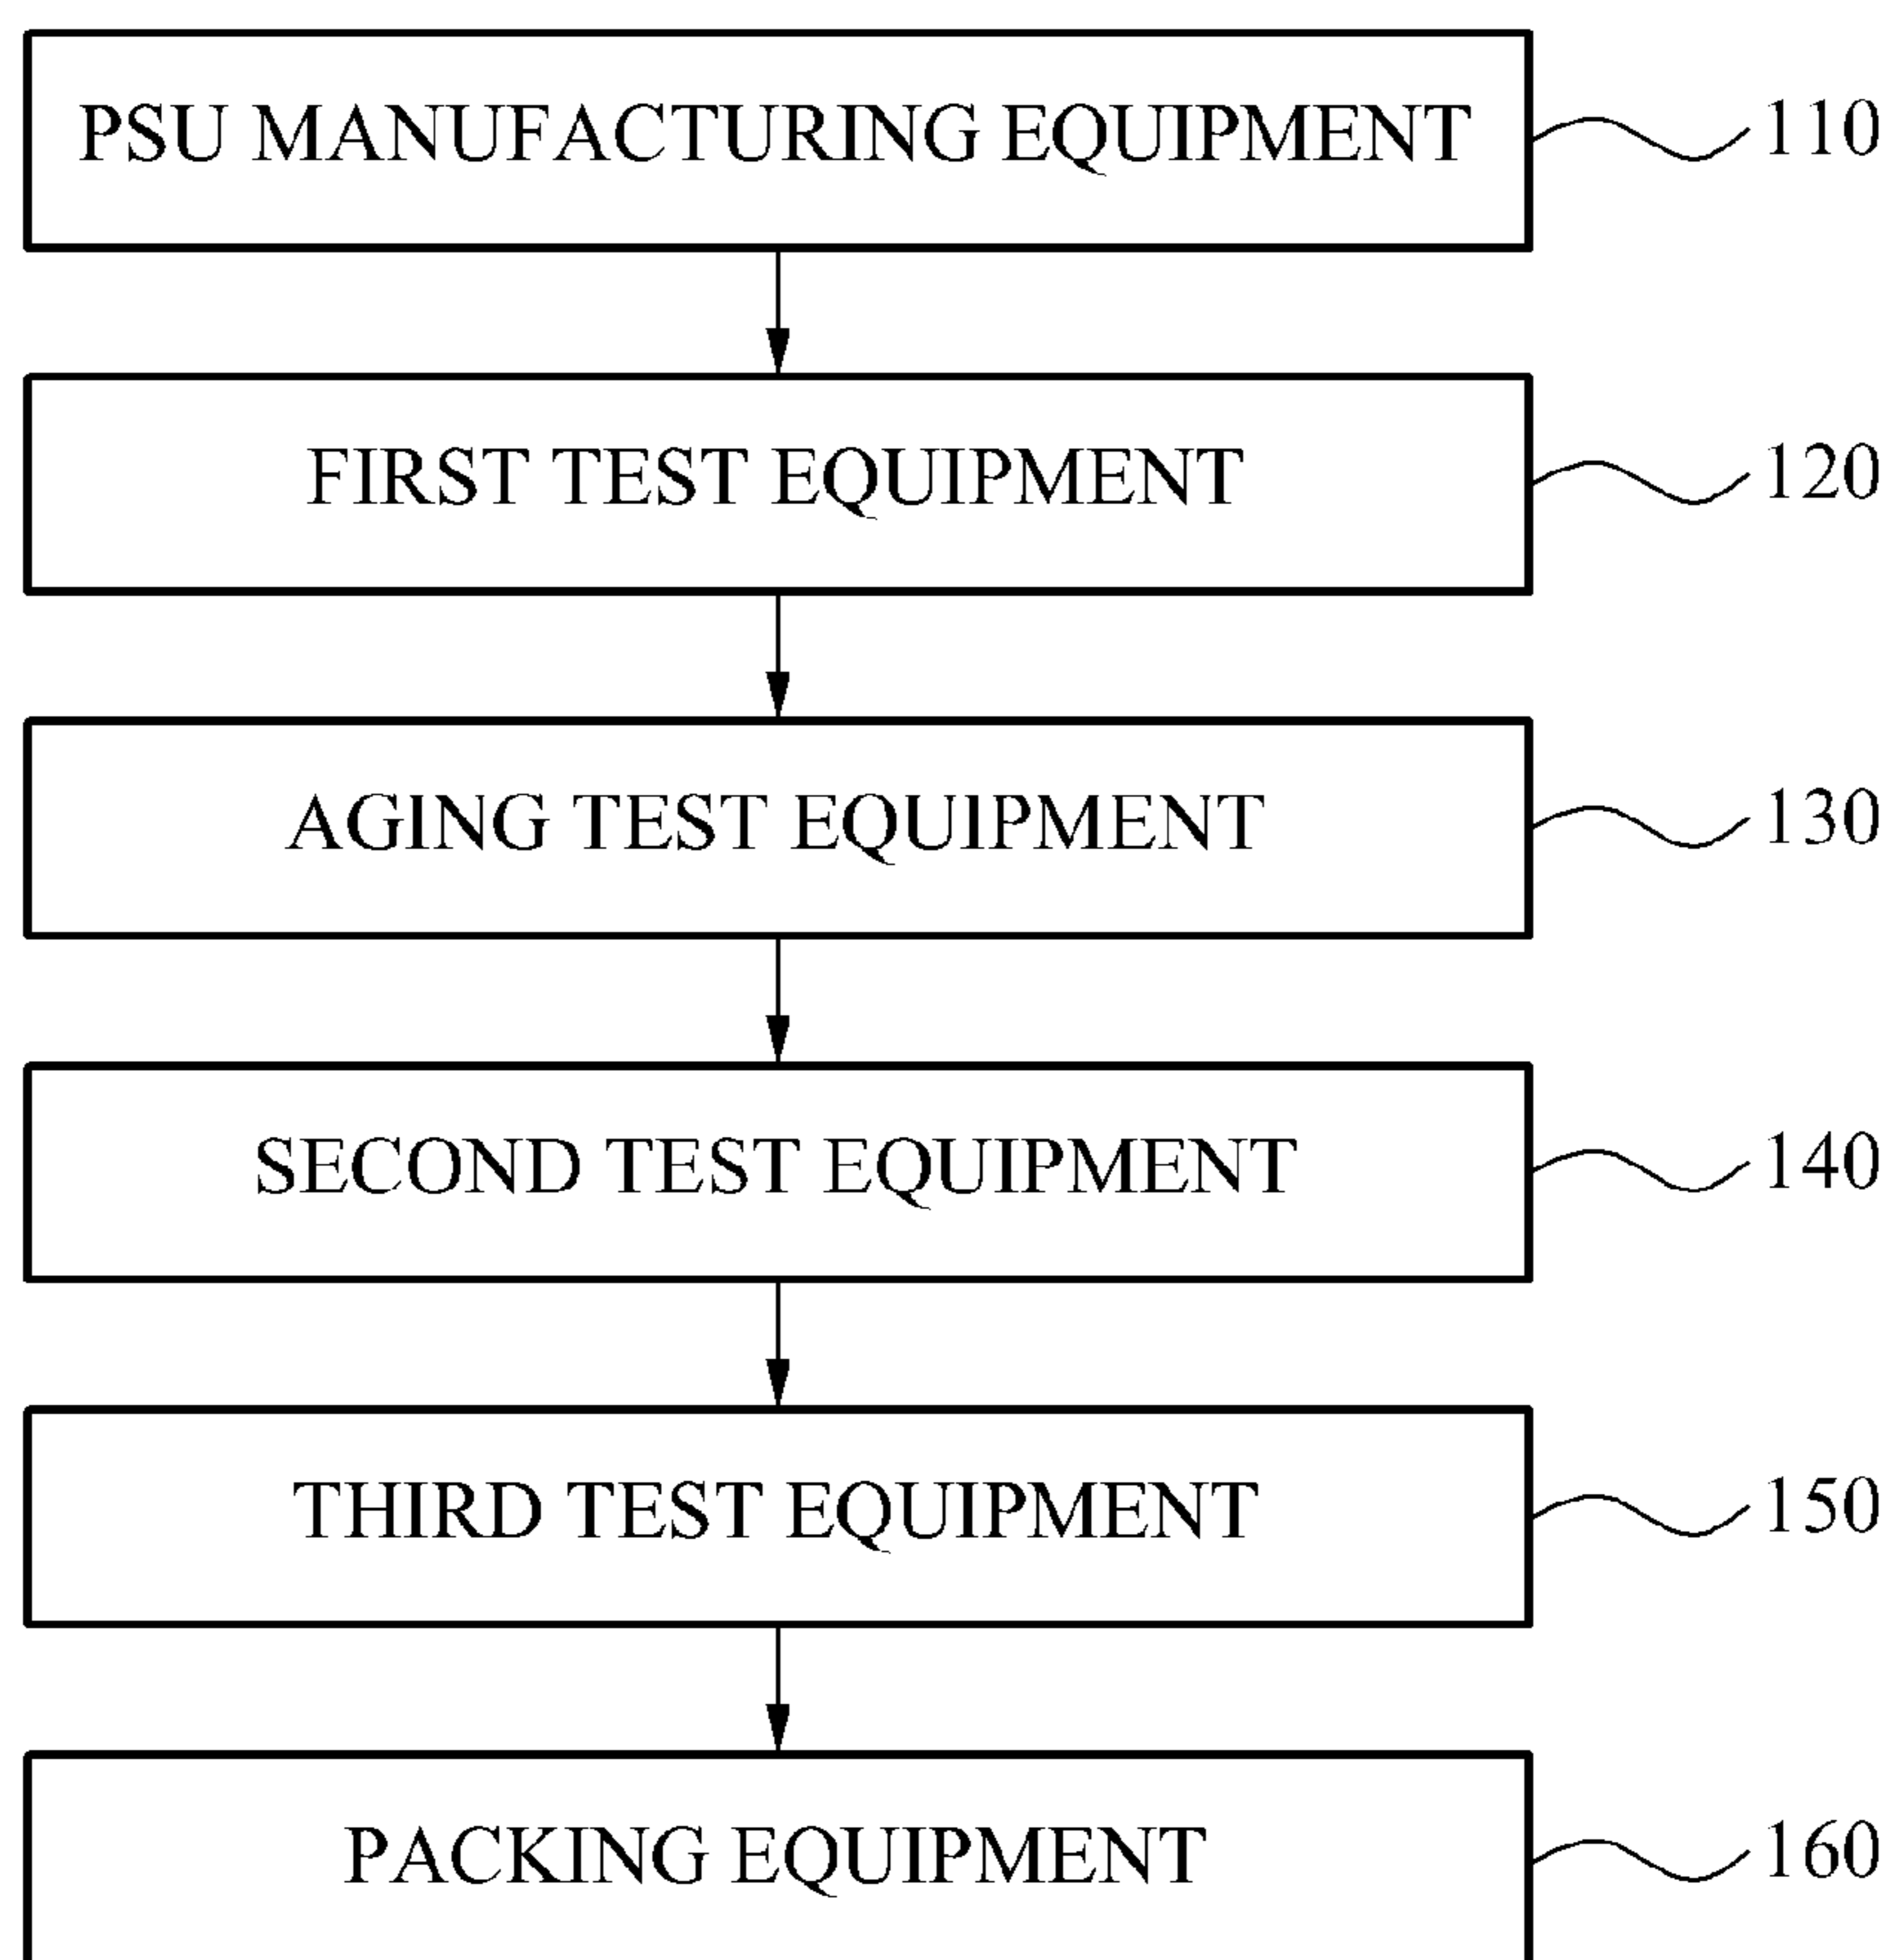 PSU MANUFACTURING EQUIPMENT 110
FIRST TEST EQUIPMENT 120
AGING TEST EQUIPMENT 130
SECOND TEST EQUIPMENT 140
THIRD TEST EQUIPMENT 150
PACKING EQUIPMENT 160